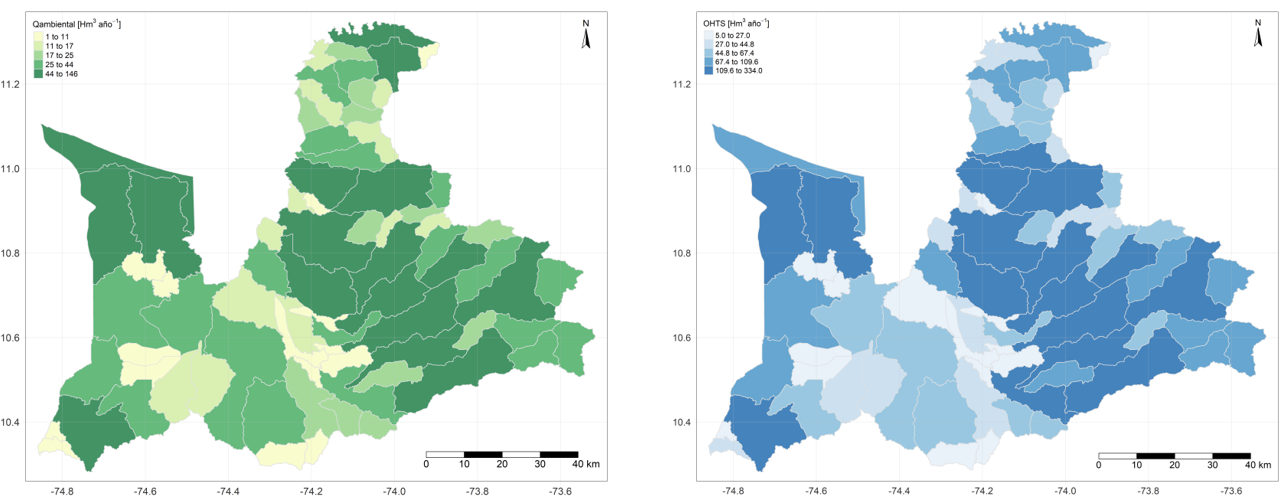 Qambiental [Hm³ año⁻¹]
1 to 11
11 to 17
17 to 25
25 to 44
44 to 146
N
11.2
11.0
10.8
10.6
10.4
0 10 20 30 40 km
-74.8 -74.6 -74.4 -74.2 -74.0 -73.8 -73.6
OHTS [Hm³ año⁻¹]
5.0 to 27.0
27.0 to 44.8
44.8 to 67.4
67.4 to 109.6
109.6 to 334.0
N
11.2
11.0
10.8
10.6
10.4
0 10 20 30 40 km
-74.8 -74.6 -74.4 -74.2 -74.0 -73.8 -73.6